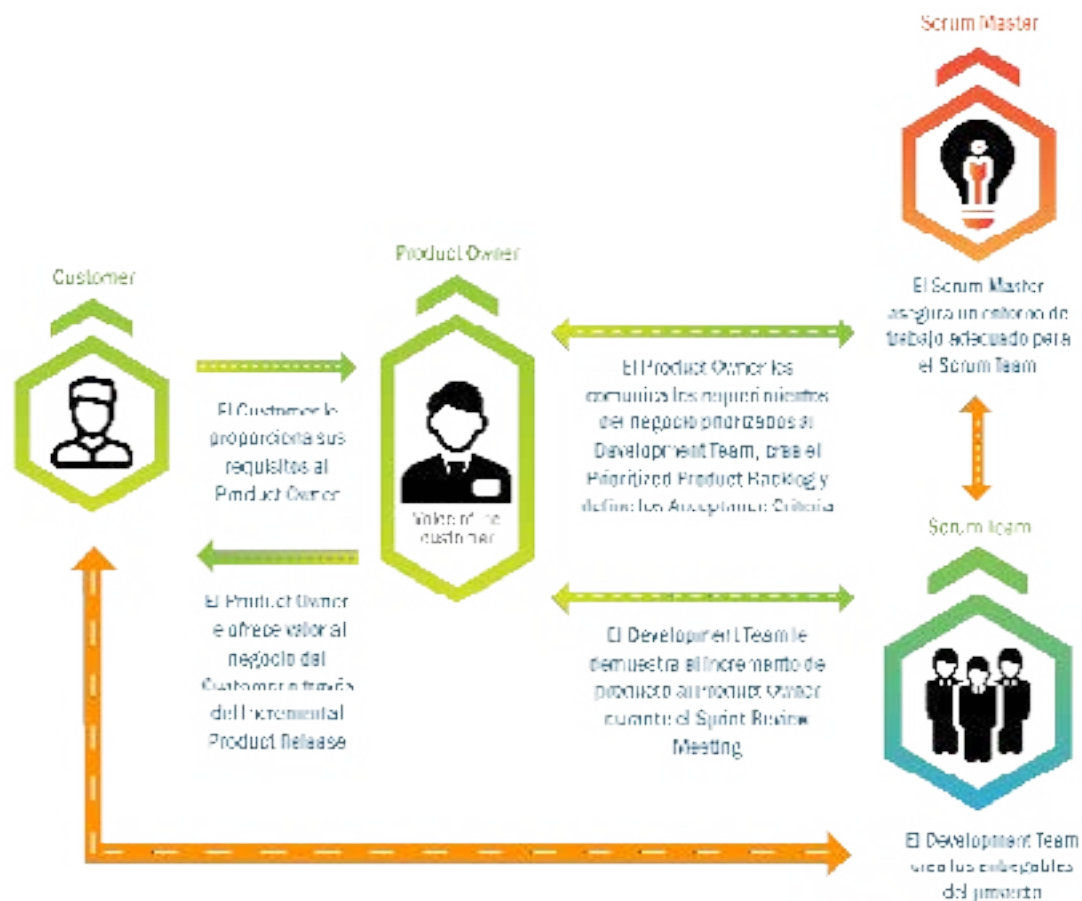 Scrum Master
El Scrum Master
asegura un entorno de
trabajo adecuado para
el Scrum Team
Product Owner
Voice of the
customer
Customer
El Customer le
proporciona sus
requisitos al
Product Owner
El Product Owner les
comunica los requerimientos
del negocio priorizados al
Development Team, crea el
Prioritized Product Backlog y
define los Acceptance Criteria
Scrum Team
El Product Owner
le ofrece valor al
negocio del
Customer a través
del Incremental
Product Release
El Development Team le
demuestra el incremento de
producto al Product Owner
durante el Sprint Review
Meeting
El Development Team
crea los entregables
del proyecto